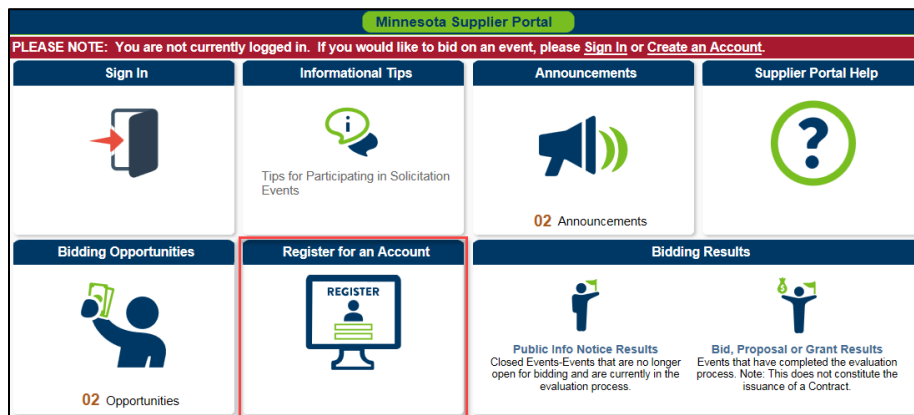 Minnesota Supplier Portal
PLEASE NOTE: You are not currently logged in. If you would like to bid on an event, please Sign In or Create an Account.
Sign In
Informational Tips
Tips for Participating in Solicitation
Events
Announcements
02 Announcements
Supplier Portal Help
Bidding Opportunities
02 Opportunities
Register for an Account
REGISTER
Bidding Results
Public Info Notice Results
Closed Events-Events that are no longer
open for bidding and are currently in the
evaluation process.
Bid, Proposal or Grant Results
Events that have completed the evaluation
process. Note: This does not constitute the
issuance of a Contract.